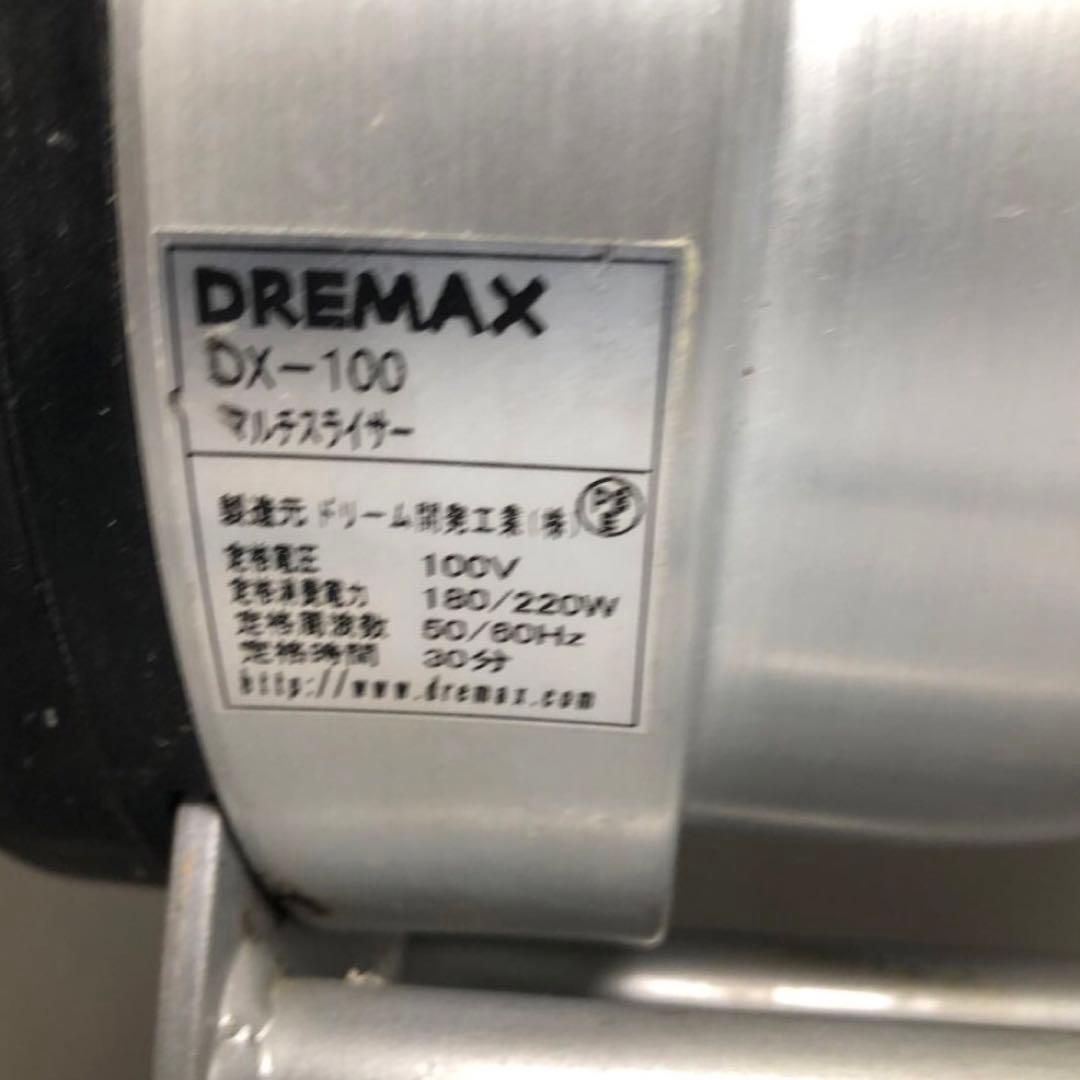 DREMAX
DX-100
マルチスライサー
製造元 ドリーム開発工業(株) PSE
定格電圧 100V
定格消費電力 180/220W
定格周波数 50/60Hz
定格時間 30分
http://www.dremax.com